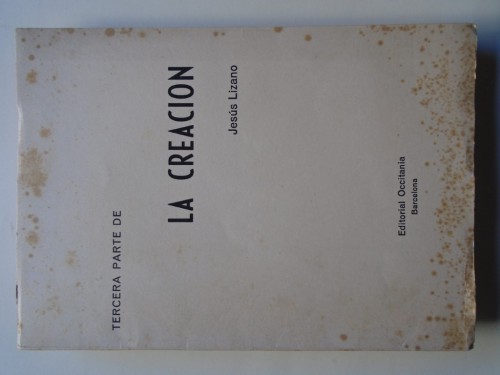 TERCERA PARTE DE
LA CREACION
Jesús Lizano
Editorial Occitania
Barcelona